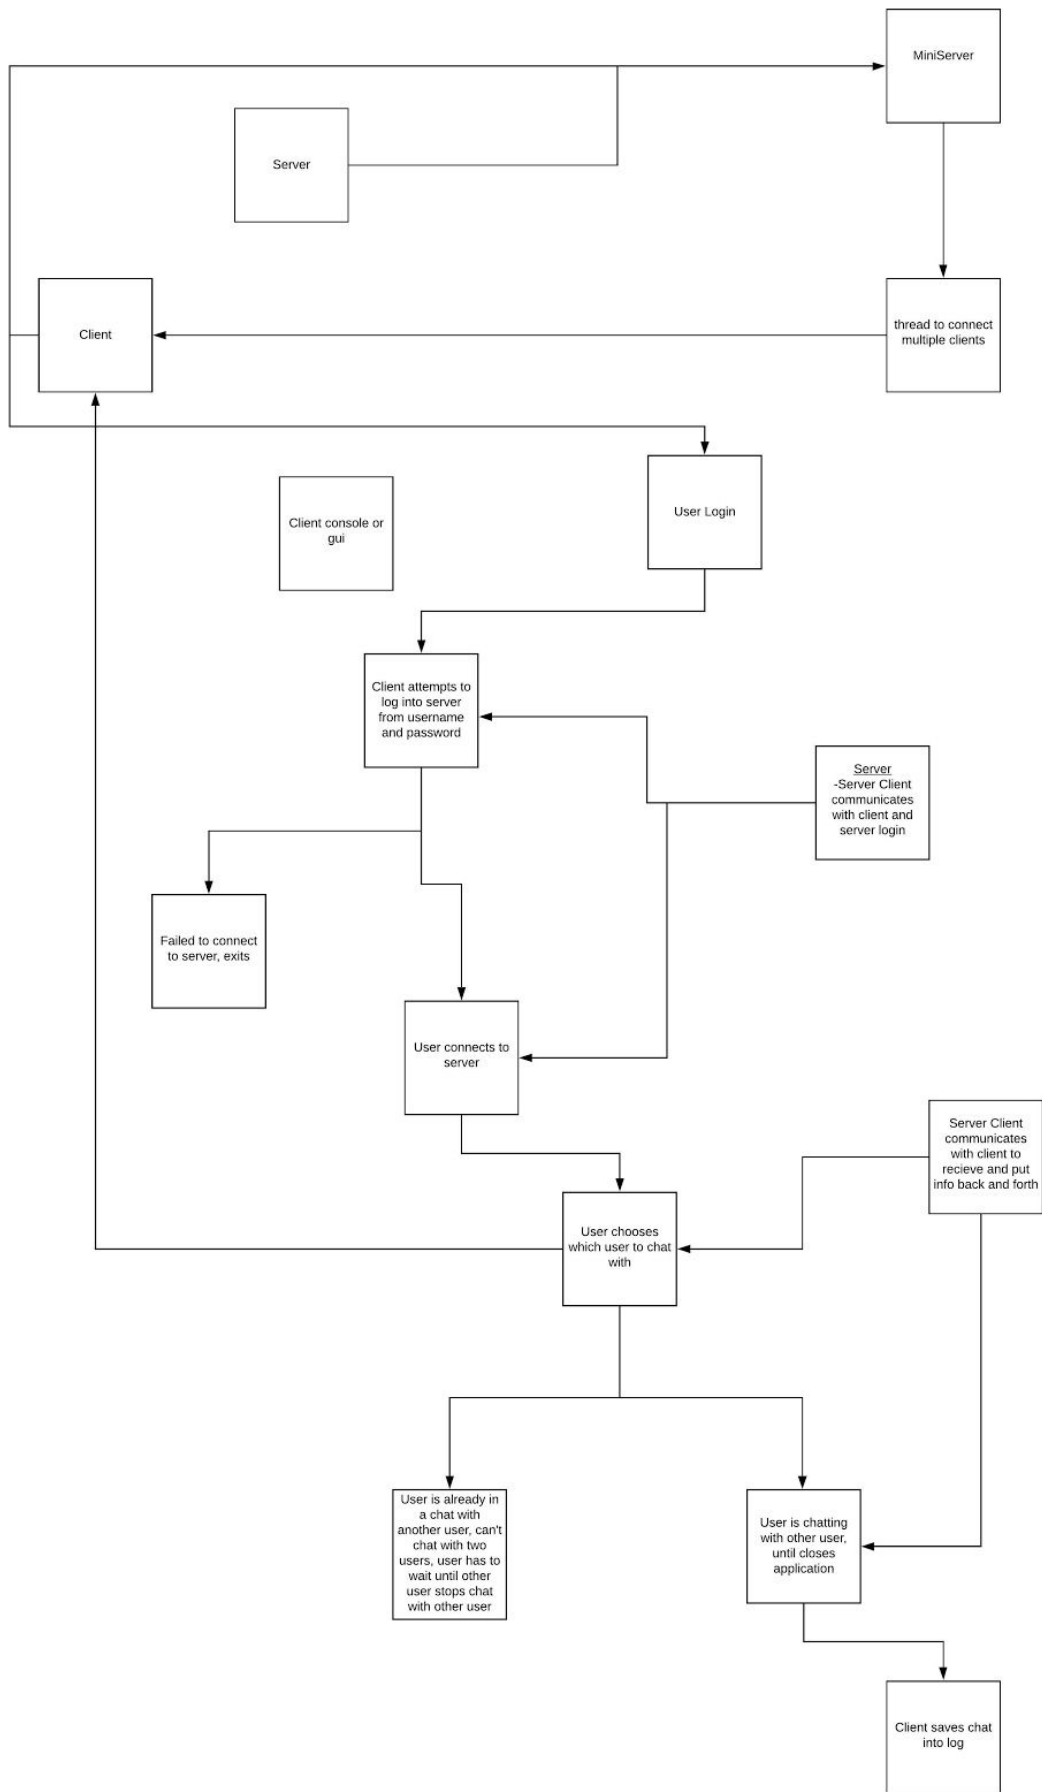 MiniServer
Server
Client
thread to connect
multiple clients
User Login
Client console or
gui
Client attempts to
log into server
from username
and password
Server
-Server Client
communicates
with client and
server login
Failed to connect
to server, exits
User connects to
server
Server Client
communicates
with client to
recieve and put
info back and forth
User chooses
which user to chat
with
User is already in
a chat with
another user, can't
chat with two
users, user has to
wait until other
user stops chat
with other user
User is chatting
with other user,
until closes
application
Client saves chat
into log